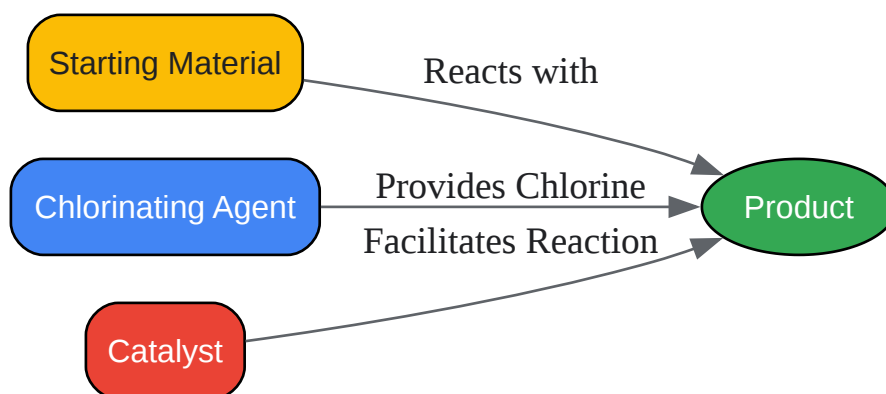 Starting Material
Reacts with
Chlorinating Agent
Provides Chlorine
Product
Facilitates Reaction
Catalyst